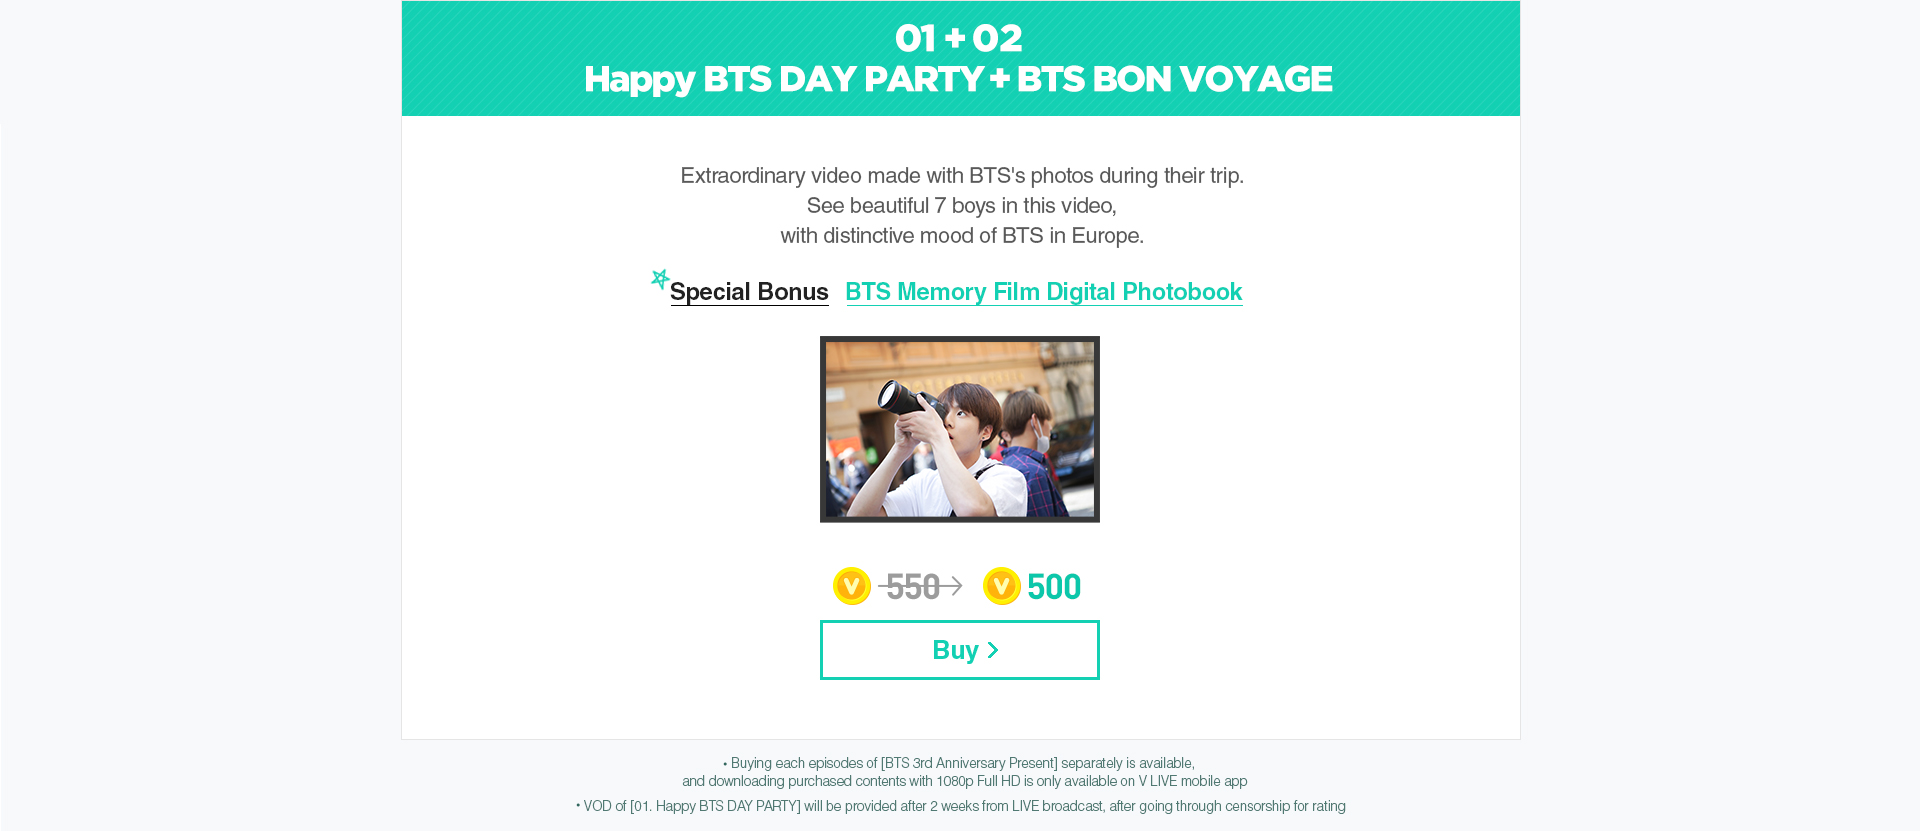 01 + 02
Happy BTS DAY PARTY + BTS BON VOYAGE
Extraordinary video made with BTS's photos during their trip.
See beautiful 7 boys in this video,
with distinctive mood of BTS in Europe.
Special Bonus BTS Memory Film Digital Photobook
V 550 → V 500
Buy >
• Buying each episodes of [BTS 3rd Anniversary Present] separately is available,
and downloading purchased contents with 1080p Full HD is only available on V LIVE mobile app
• VOD of [01. Happy BTS DAY PARTY] will be provided after 2 weeks from LIVE broadcast, after going through censorship for rating